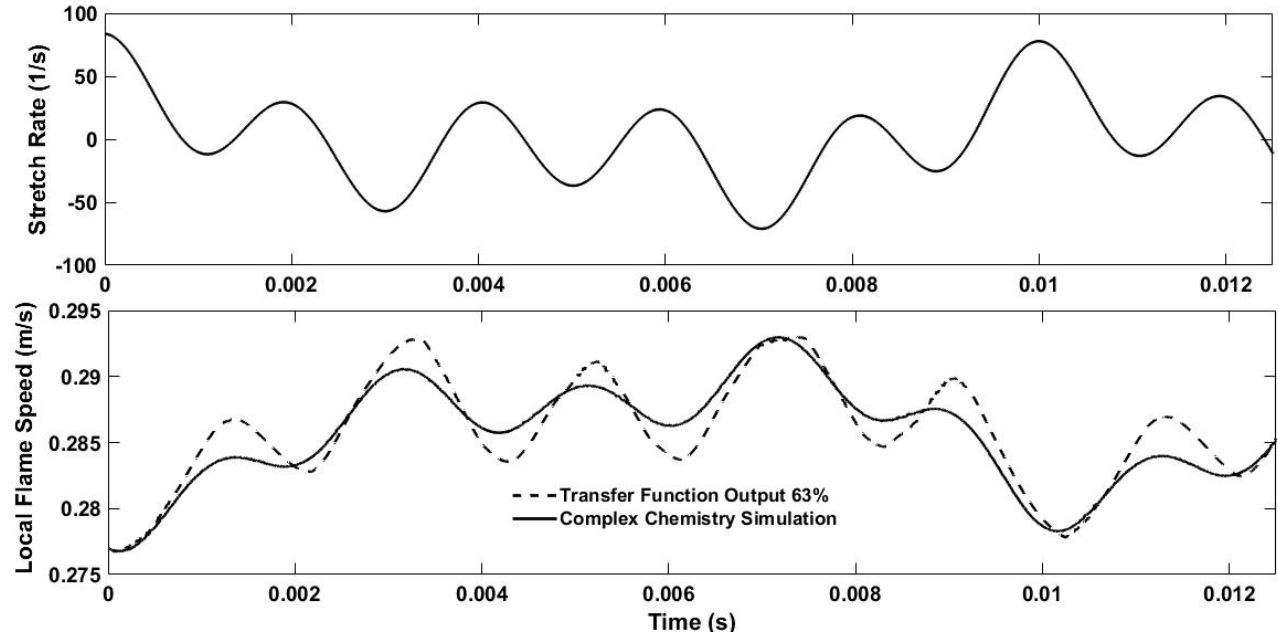 Stretch Rate (1/s)
100
50
0
-50
-100
0 0.002 0.004 0.006 0.008 0.01 0.012
Local Flame Speed (m/s)
0.295
0.29
0.285
0.28
0.275
Transfer Function Output 63%
Complex Chemistry Simulation
0 0.002 0.004 0.006 0.008 0.01 0.012
Time (s)